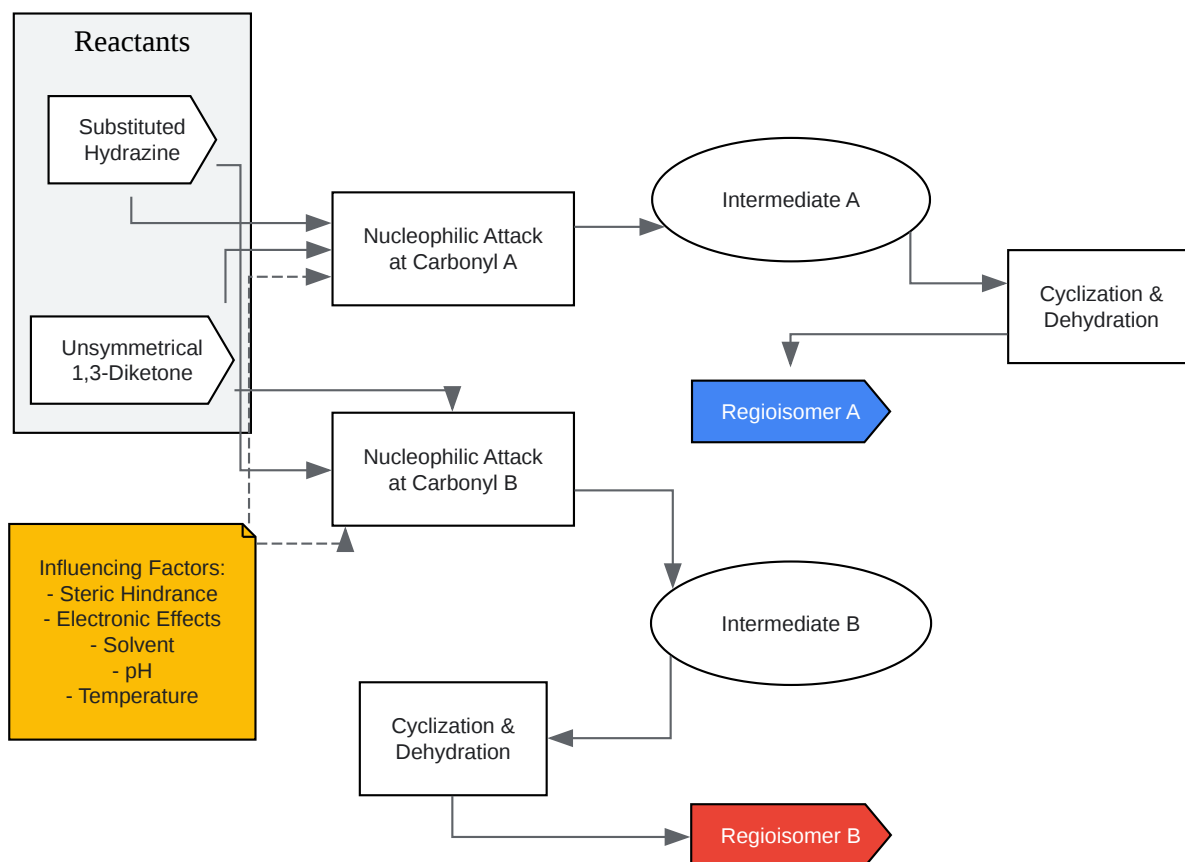 Reactants
Substituted
Hydrazine
Unsymmetrical
1,3-Diketone
Nucleophilic Attack
at Carbonyl A
Intermediate A
Cyclization &
Dehydration
Regioisomer A
Nucleophilic Attack
at Carbonyl B
Influencing Factors:
- Steric Hindrance
- Electronic Effects
- Solvent
- pH
- Temperature
Intermediate B
Cyclization &
Dehydration
Regioisomer B